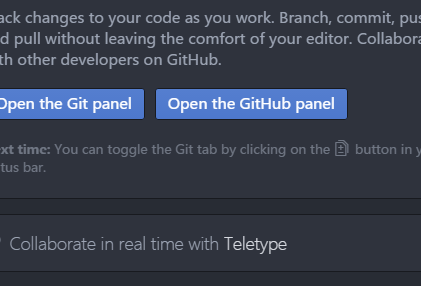 ack changes to your code as you work. Branch, commit, pus
d pull without leaving the comfort of your editor. Collabora
th other developers on GitHub.
Open the Git panel
Open the GitHub panel
ext time: You can toggle the Git tab by clicking on the button in y
tus bar.
Collaborate in real time with Teletype